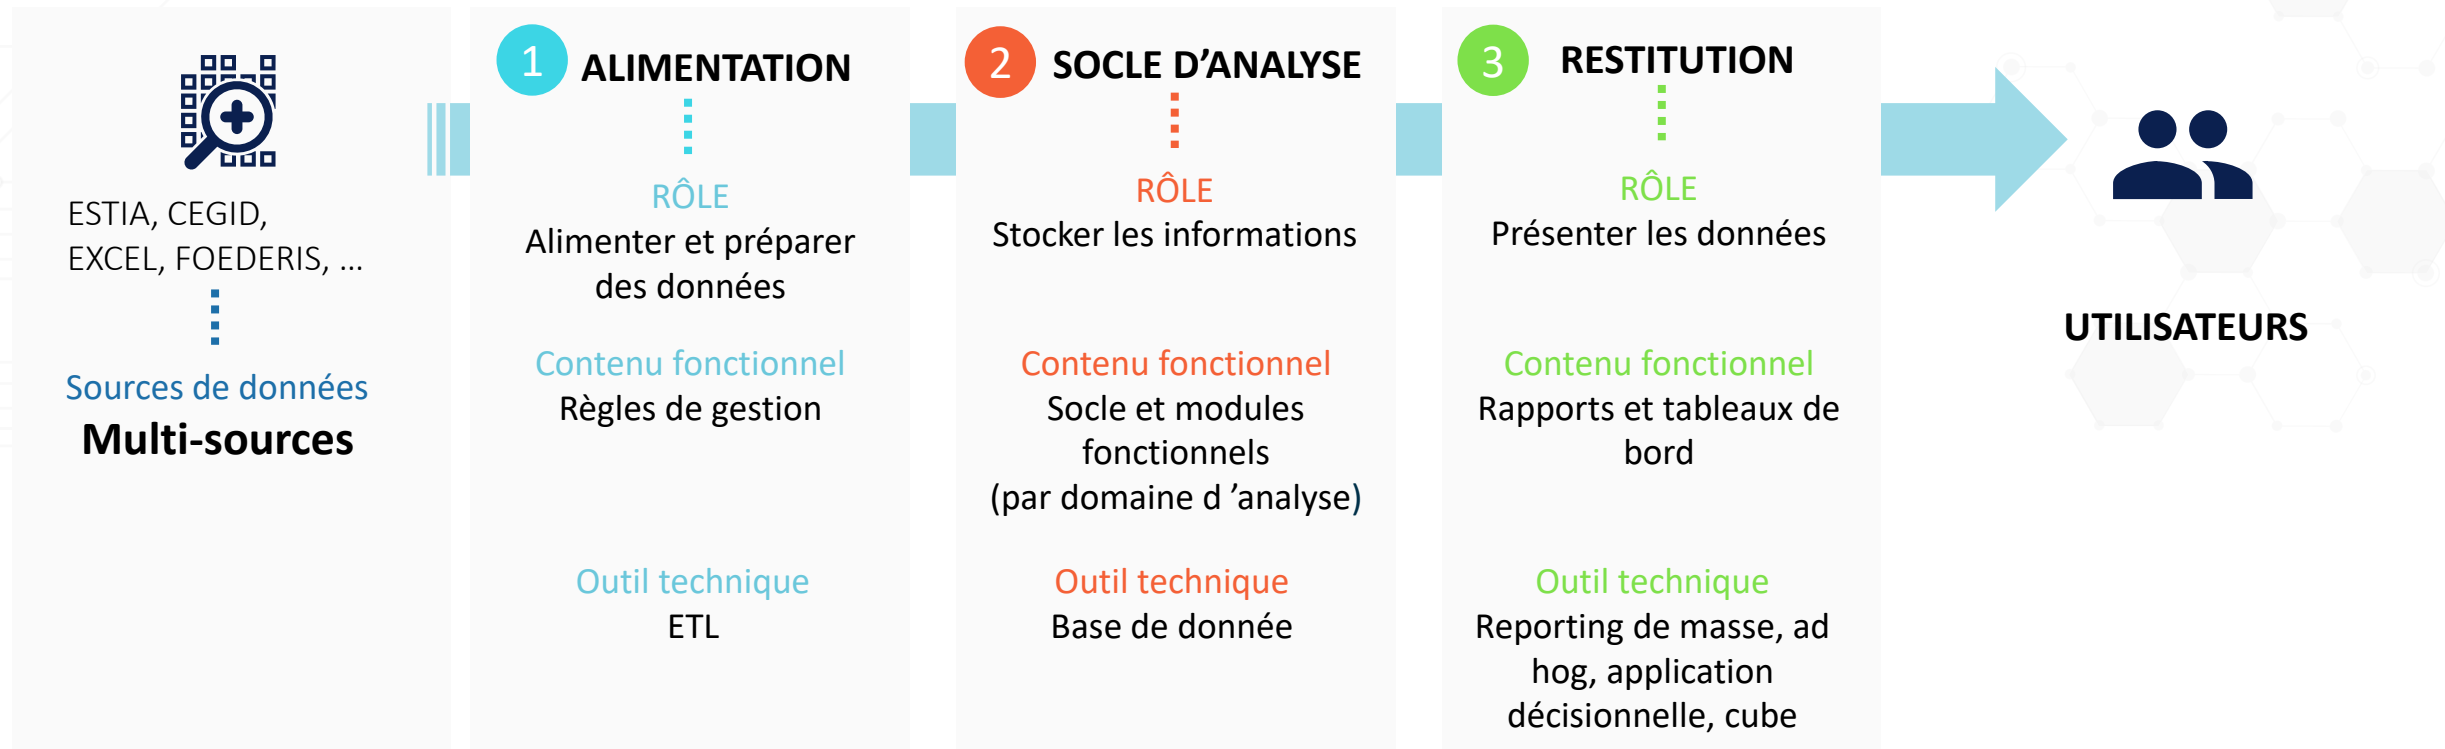 ESTIA, CEGID,
EXCEL, FOEDERIS, ...
Sources de données
Multi-sources
1 ALIMENTATION
RÔLE
Alimenter et préparer
des données
Contenu fonctionnel
Règles de gestion
Outil technique
ETL
2 SOCLE D’ANALYSE
RÔLE
Stocker les informations
Contenu fonctionnel
Socle et modules
fonctionnels
(par domaine d ’analyse)
Outil technique
Base de donnée
3 RESTITUTION
RÔLE
Présenter les données
Contenu fonctionnel
Rapports et tableaux de
bord
Outil technique
Reporting de masse, ad
hog, application
décisionnelle, cube
UTILISATEURS